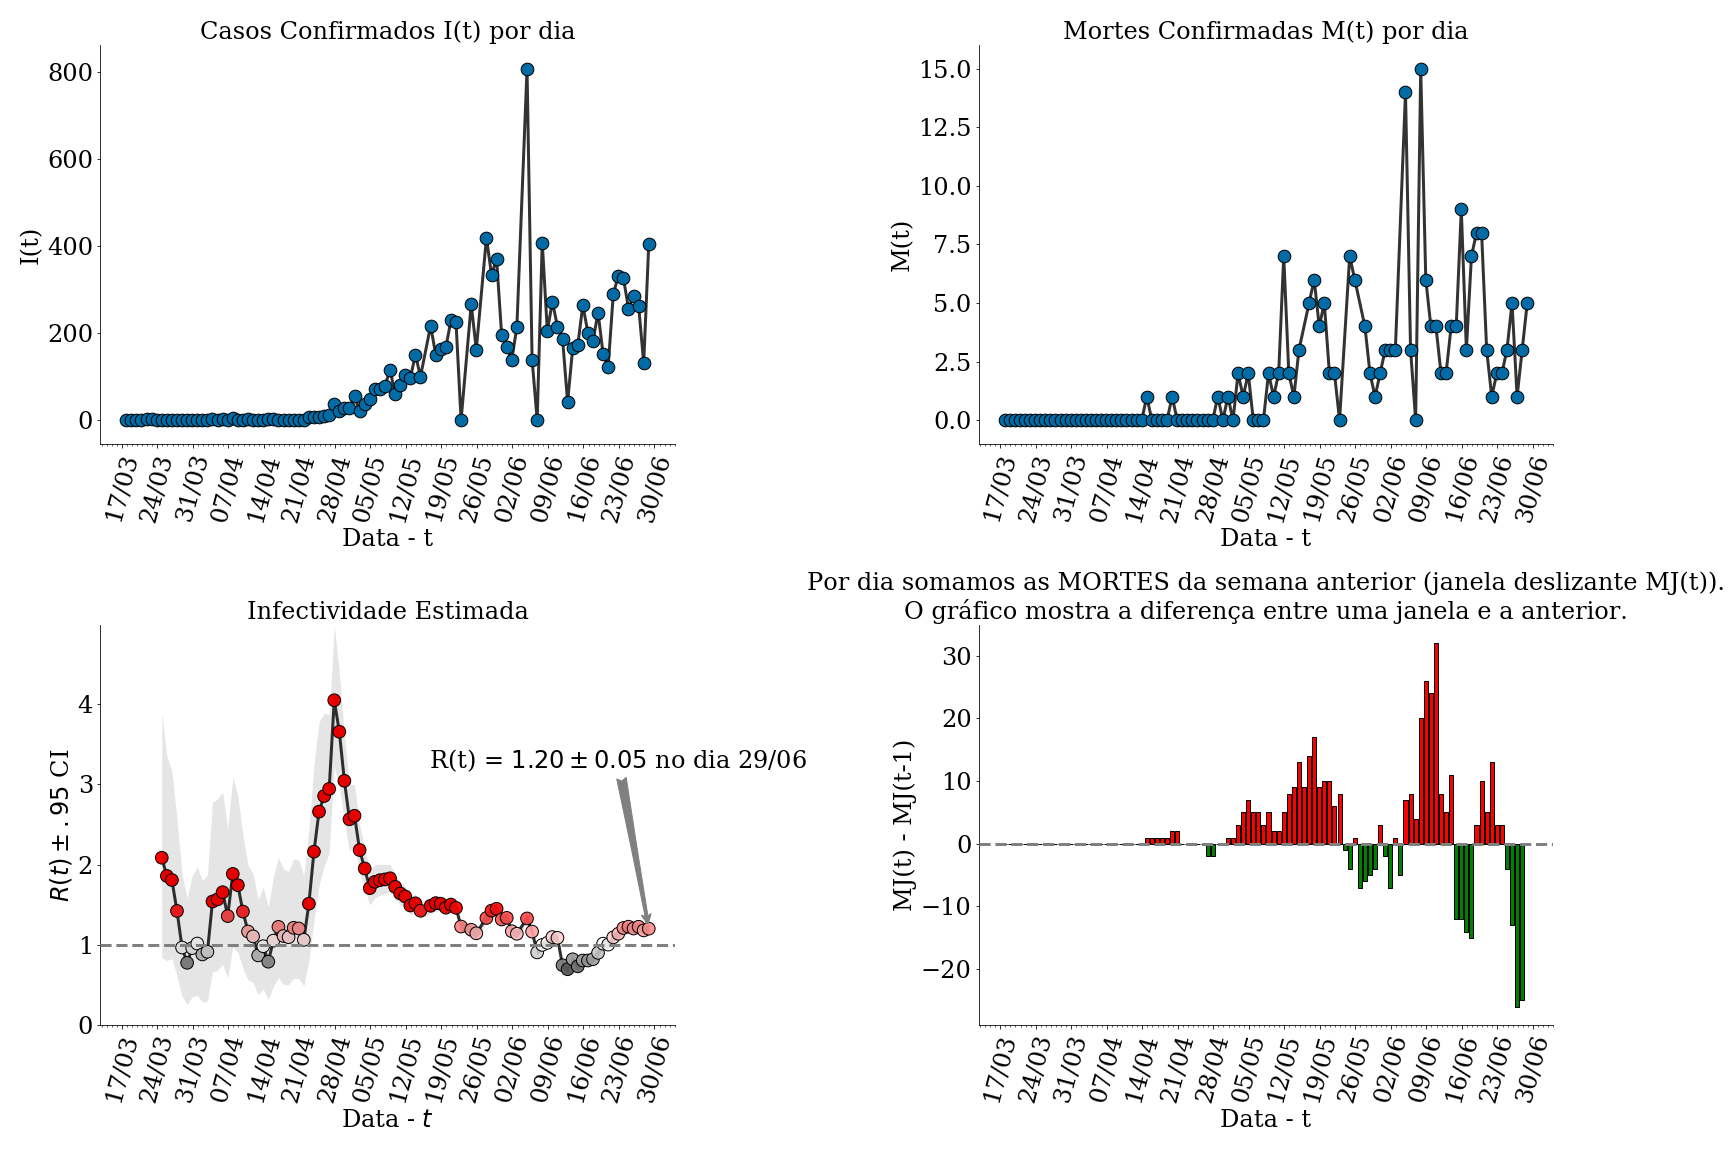 Casos Confirmados I(t) por dia
I(t)
800
600
400
200
0
17/03 24/03 31/03 07/04 14/04 21/04 28/04 05/05 12/05 19/05 26/05 02/06 09/06 16/06 23/06 30/06
Data - t
Mortes Confirmadas M(t) por dia
M(t)
15.0
12.5
10.0
7.5
5.0
2.5
0.0
17/03 24/03 31/03 07/04 14/04 21/04 28/04 05/05 12/05 19/05 26/05 02/06 09/06 16/06 23/06 30/06
Data - t
Infectividade Estimada
R(t) ± .95 CI
4
3
2
1
0
R(t) = 1.20 ± 0.05 no dia 29/06
17/03 24/03 31/03 07/04 14/04 21/04 28/04 05/05 12/05 19/05 26/05 02/06 09/06 16/06 23/06 30/06
Data - t
Por dia somamos as MORTES da semana anterior (janela deslizante MJ(t)).
O gráfico mostra a diferença entre uma janela e a anterior.
MJ(t) - MJ(t-1)
30
20
10
0
−10
−20
17/03 24/03 31/03 07/04 14/04 21/04 28/04 05/05 12/05 19/05 26/05 02/06 09/06 16/06 23/06 30/06
Data - t